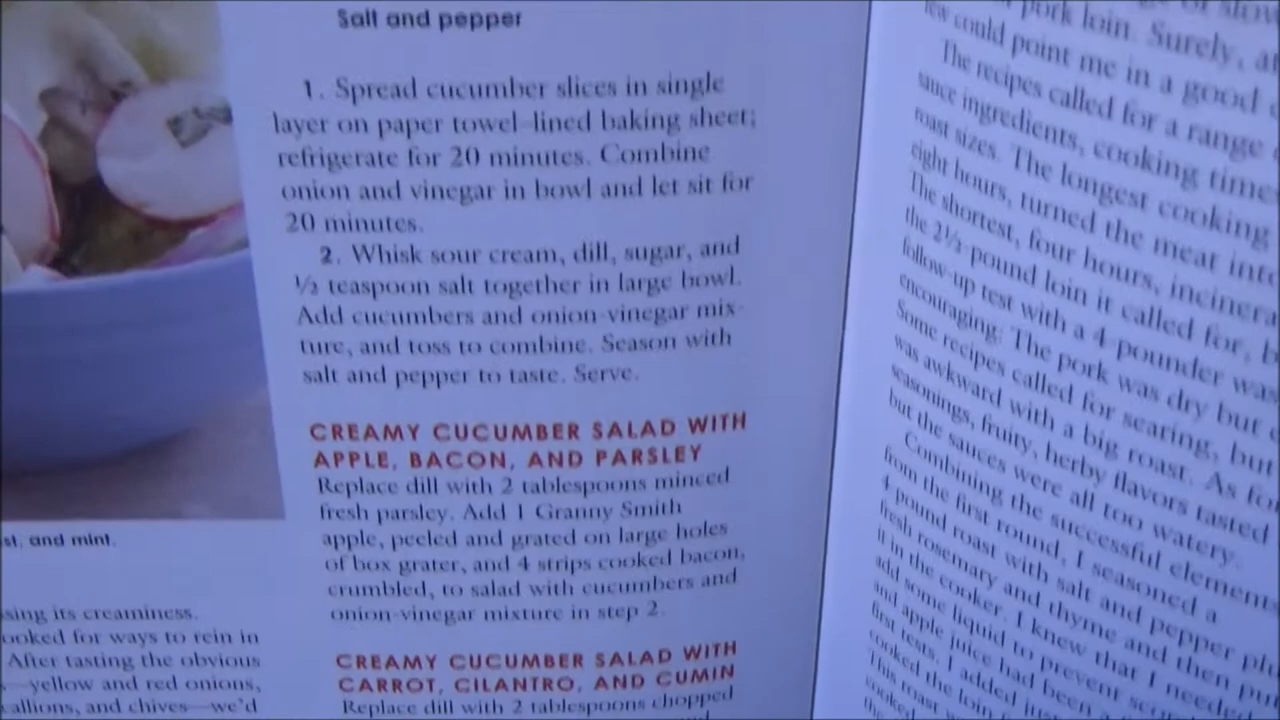 Salt and pepper
1. Spread cucumber slices in single
layer on paper towel–lined baking sheet;
refrigerate for 20 minutes. Combine
onion and vinegar in bowl and let sit for
20 minutes.
2. Whisk sour cream, dill, sugar, and
½ teaspoon salt together in large bowl.
Add cucumbers and onion-vinegar mix-
ture, and toss to combine. Season with
salt and pepper to taste. Serve.
CREAMY CUCUMBER SALAD WITH
APPLE, BACON, AND PARSLEY
Replace dill with 2 tablespoons minced
fresh parsley. Add 1 Granny Smith
apple, peeled and grated on large holes
of box grater, and 4 strips cooked bacon,
crumbled, to salad with cucumbers and
onion-vinegar mixture in step 2.
CREAMY CUCUMBER SALAD WITH
CARROT, CILANTRO, AND CUMIN
Replace dill with 2 tablespoons chopped
and mint.
its creaminess.
for ways to rein in
After tasting the obvious
—yellow and red onions,
and chives—we'd
pork loin. Surely,
few could point me in a good
The recipes called for a range
sauce ingredients, cooking times
roast sizes. The longest cooking
eight hours, turned the meat into
The shortest, four hours,
the 2½-pound loin it called for,
follow-up test with a 4-pounder was
encouraging: The pork was dry but
Some recipes called for searing, but
was awkward with a big roast. As for
seasonings, fruity, herby flavors tasted
but the sauces were all too watery.
Combining the successful elements
from the first round, I seasoned a
4-pound roast with salt and pepper
fresh rosemary and thyme and then put
it in the cooker. I knew that I needed
add some liquid to prevent
and apple juice had been a
first tests. I added just
cooked the loin
This roast
cooked
the